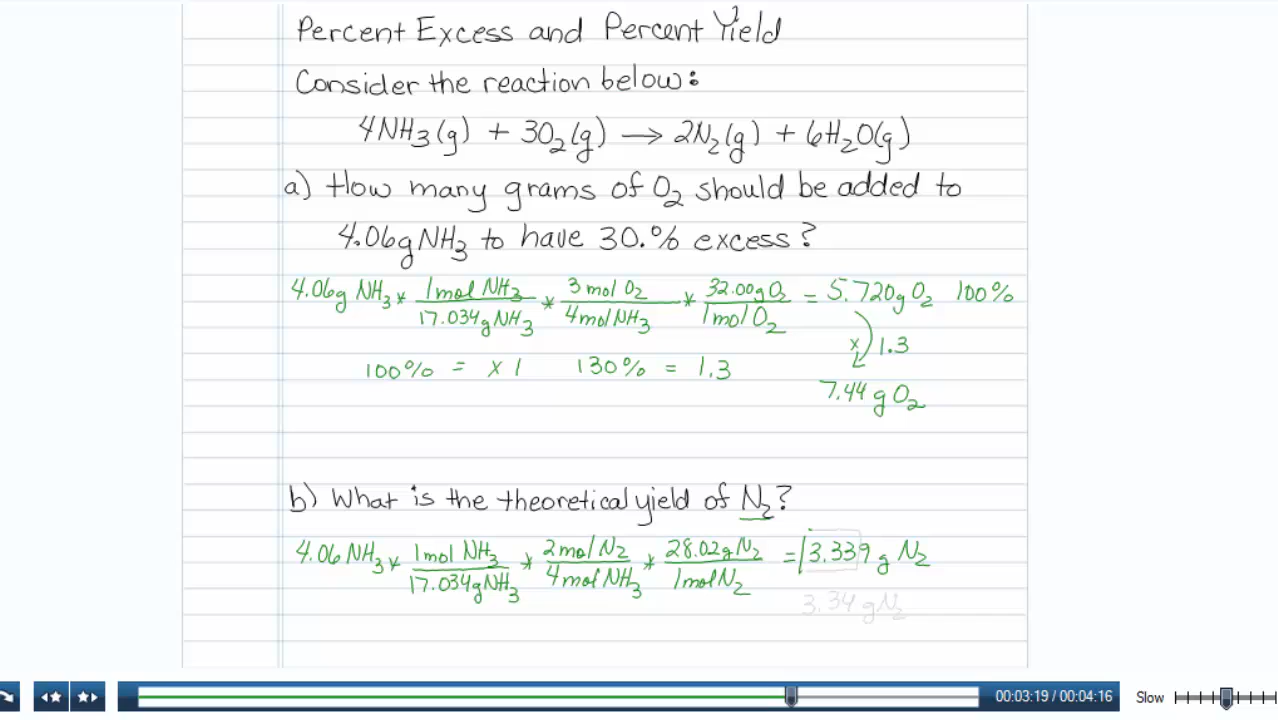 Percent Excess and Percent Yield
Consider the reaction below:
4NH₃(g) + 3O₂(g) → 2N₂(g) + 6H₂O(g)
a) How many grams of O₂ should be added to
4.06g NH₃ to have 30.% excess?
4.06g NH₃ * 1mol NH₃/17.034g NH₃ * 3 mol O₂/4 mol NH₃ * 32.00g O₂/1mol O₂ = 5.720g O₂ 100%
x 1.3
100% = x 1 130% = 1.3
7.44 g O₂
b) What is the theoretical yield of N₂?
4.06 NH₃ * 1mol NH₃/17.034g NH₃ * 2mol N₂/4mol NH₃ * 28.02g N₂/1mol N₂ = 3.339 g N₂
3.34 g N₂
00:03:19 / 00:04:16 Slow